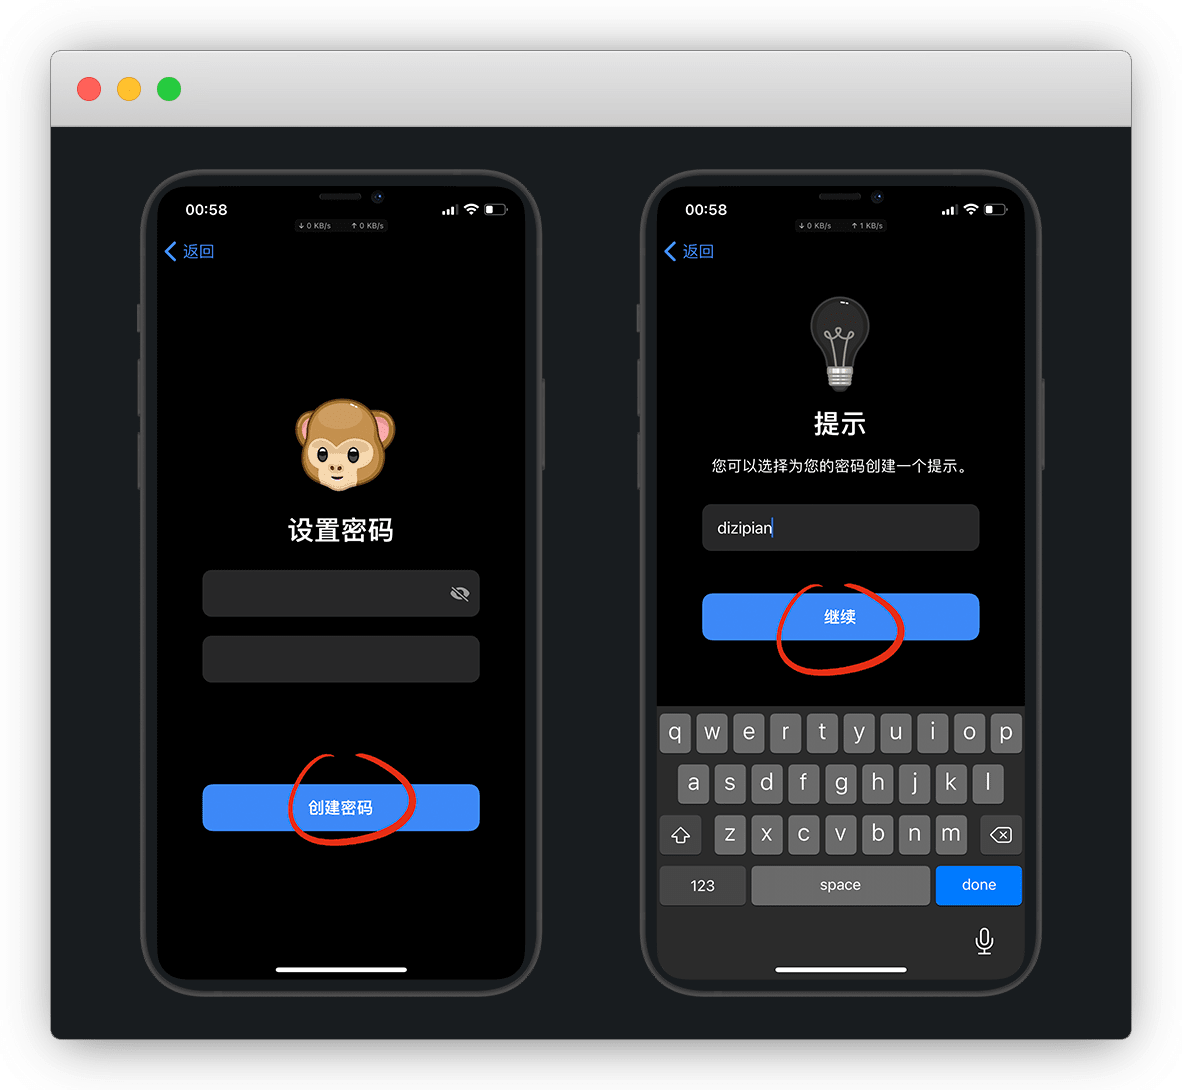 00:58
↓ 0 KB/s ↑ 0 KB/s
返回
设置密码
创建密码
00:58
↓ 0 KB/s ↑ 1 KB/s
返回
提示
您可以选择为您的密码创建一个提示。
dizipian
继续
q w e r t y u i o p
a s d f g h j k l
z x c v b n m
123 space done